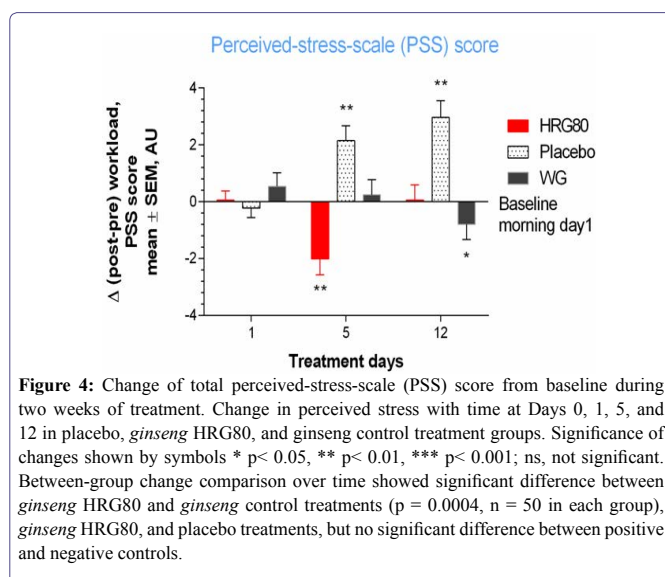 Perceived-stress-scale (PSS) score
Δ (post-pre) workload,
PSS score
mean ± SEM, AU
4
2
0
-2
-4
**
**
**
*
HRG80
Placebo
WG
Baseline
morning day1
1 5 12
Treatment days
Figure 4: Change of total perceived-stress-scale (PSS) score from baseline during
two weeks of treatment. Change in perceived stress with time at Days 0, 1, 5, and
12 in placebo, ginseng HRG80, and ginseng control treatment groups. Significance of
changes shown by symbols * p< 0.05, ** p< 0.01, *** p< 0.001; ns, not significant.
Between-group change comparison over time showed significant difference between
ginseng HRG80 and ginseng control treatments (p = 0.0004, n = 50 in each group),
ginseng HRG80, and placebo treatments, but no significant difference between positive
and negative controls.